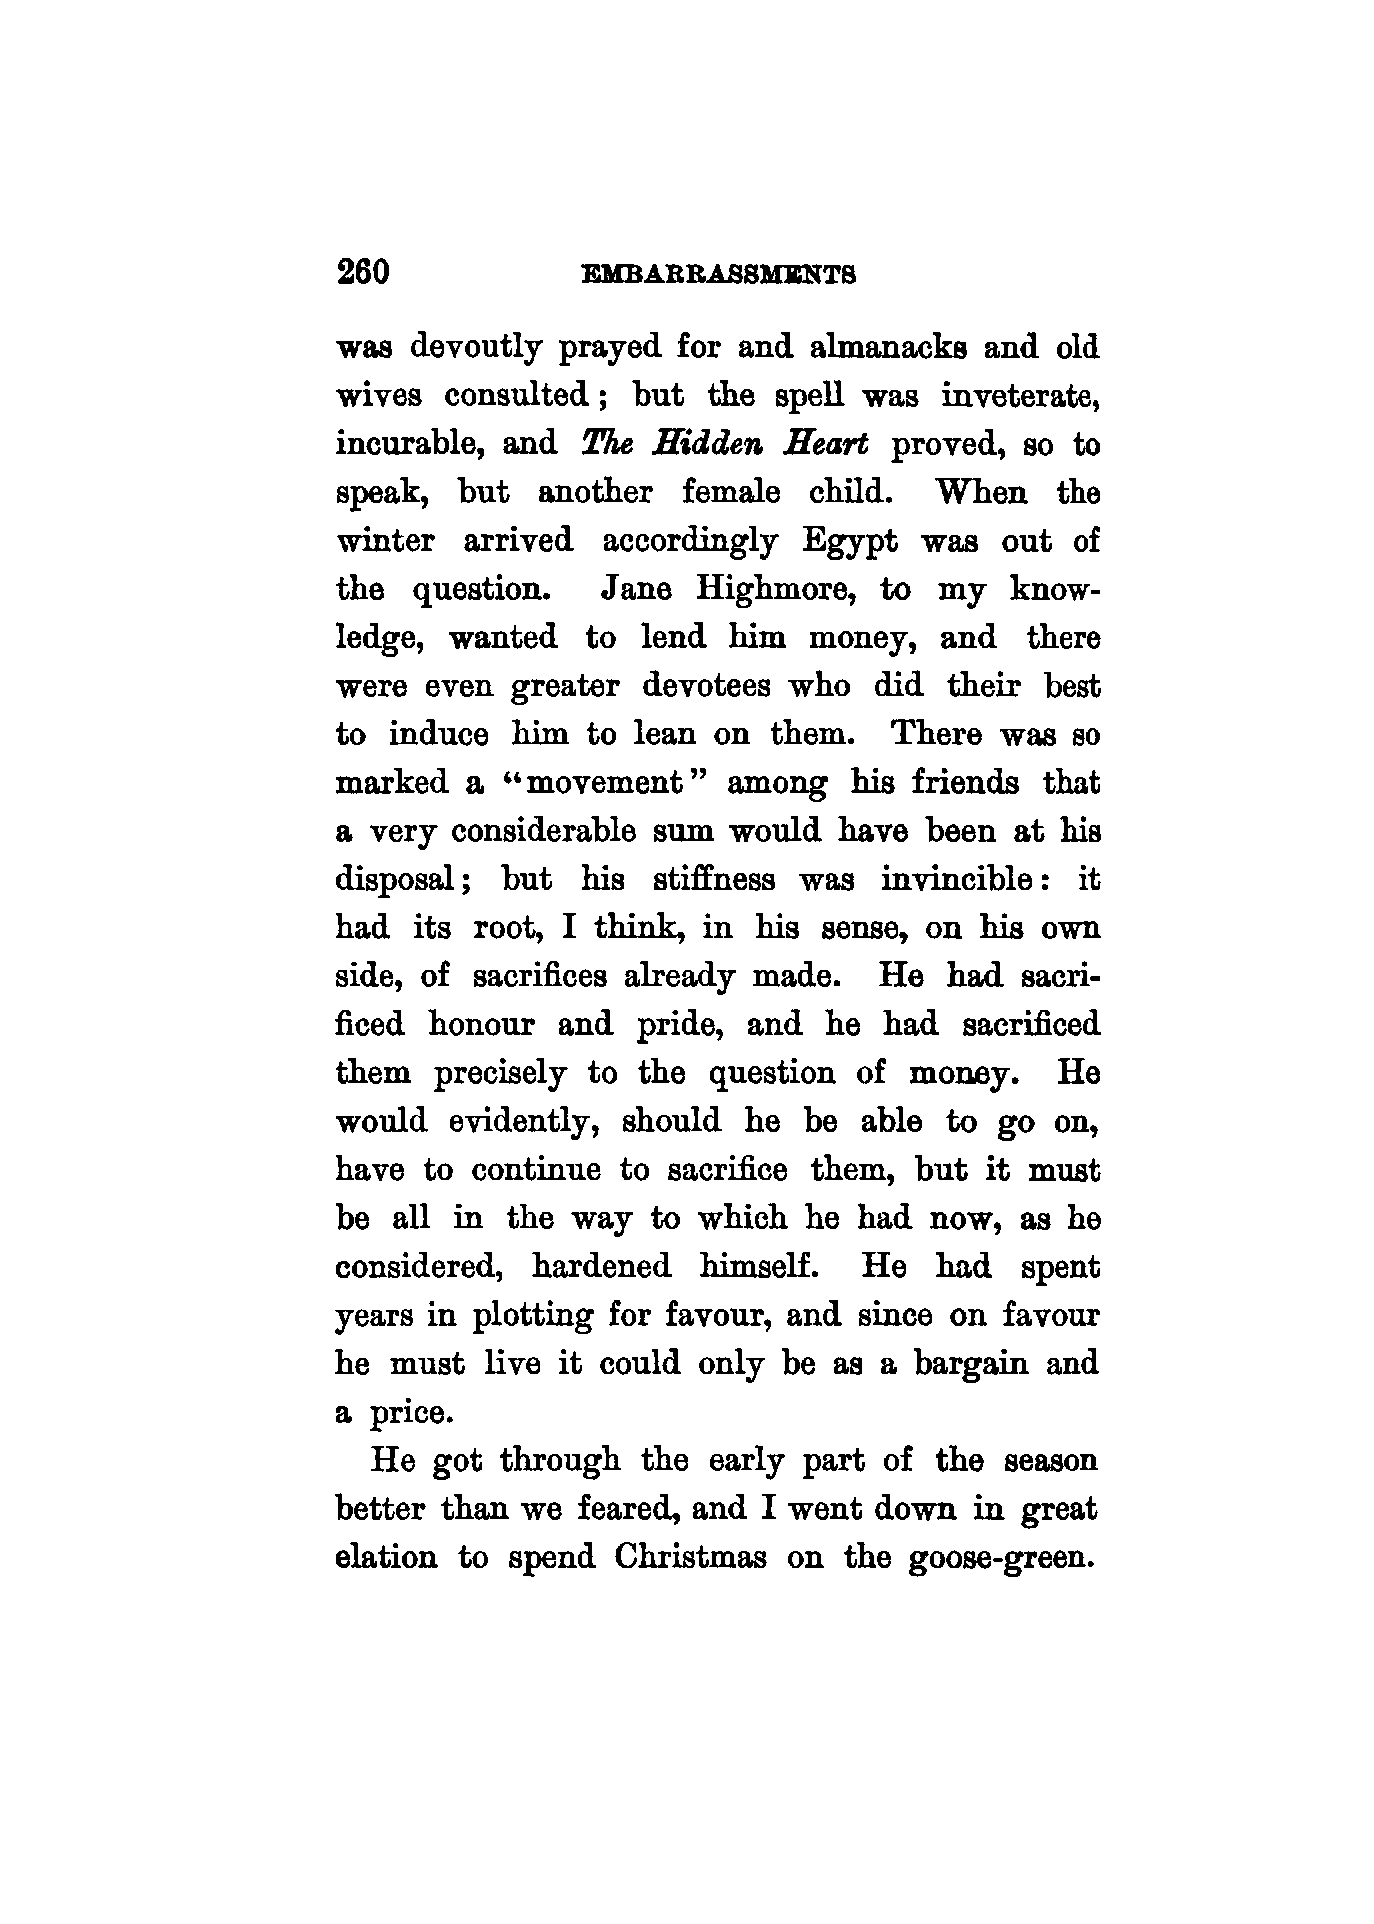 260 EMBARRASSMENTS
was devoutly prayed for and almanacks and old
wives consulted; but the spell was inveterate,
incurable, and The Hidden Heart proved, so to
speak, but another female child. When the
winter arrived accordingly Egypt was out of
the question. Jane Highmore, to my know-
ledge, wanted to lend him money, and there
were even greater devotees who did their best
to induce him to lean on them. There was so
marked a “movement” among his friends that
a very considerable sum would have been at his
disposal; but his stiffness was invincible: it
had its root, I think, in his sense, on his own
side, of sacrifices already made. He had sacri-
ficed honour and pride, and he had sacrificed
them precisely to the question of money. He
would evidently, should he be able to go on,
have to continue to sacrifice them, but it must
be all in the way to which he had now, as he
considered, hardened himself. He had spent
years in plotting for favour, and since on favour
he must live it could only be as a bargain and
a price.
He got through the early part of the season
better than we feared, and I went down in great
elation to spend Christmas on the goose-green.